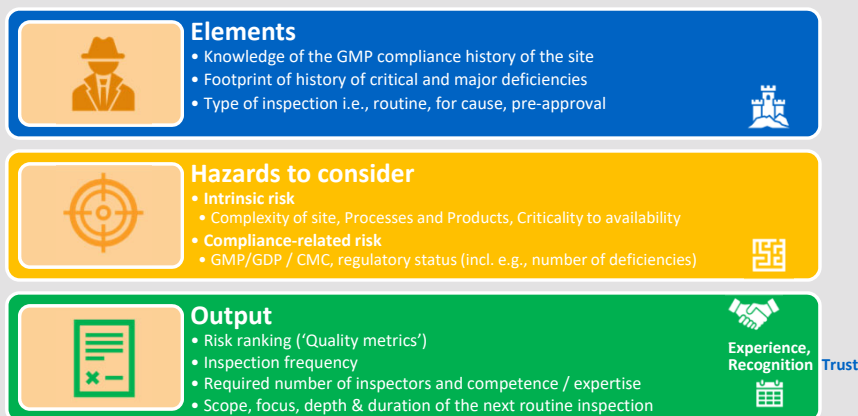 Elements
• Knowledge of the GMP compliance history of the site
• Footprint of history of critical and major deficiencies
• Type of inspection i.e., routine, for cause, pre-approval
Hazards to consider
• Intrinsic risk
• Complexity of site, Processes and Products, Criticality to availability
• Compliance-related risk
• GMP/GDP / CMC, regulatory status (incl. e.g., number of deficiencies)
Output
• Risk ranking (‘Quality metrics’)
• Inspection frequency
• Required number of inspectors and competence / expertise
• Scope, focus, depth & duration of the next routine inspection
Experience,
Recognition Trust